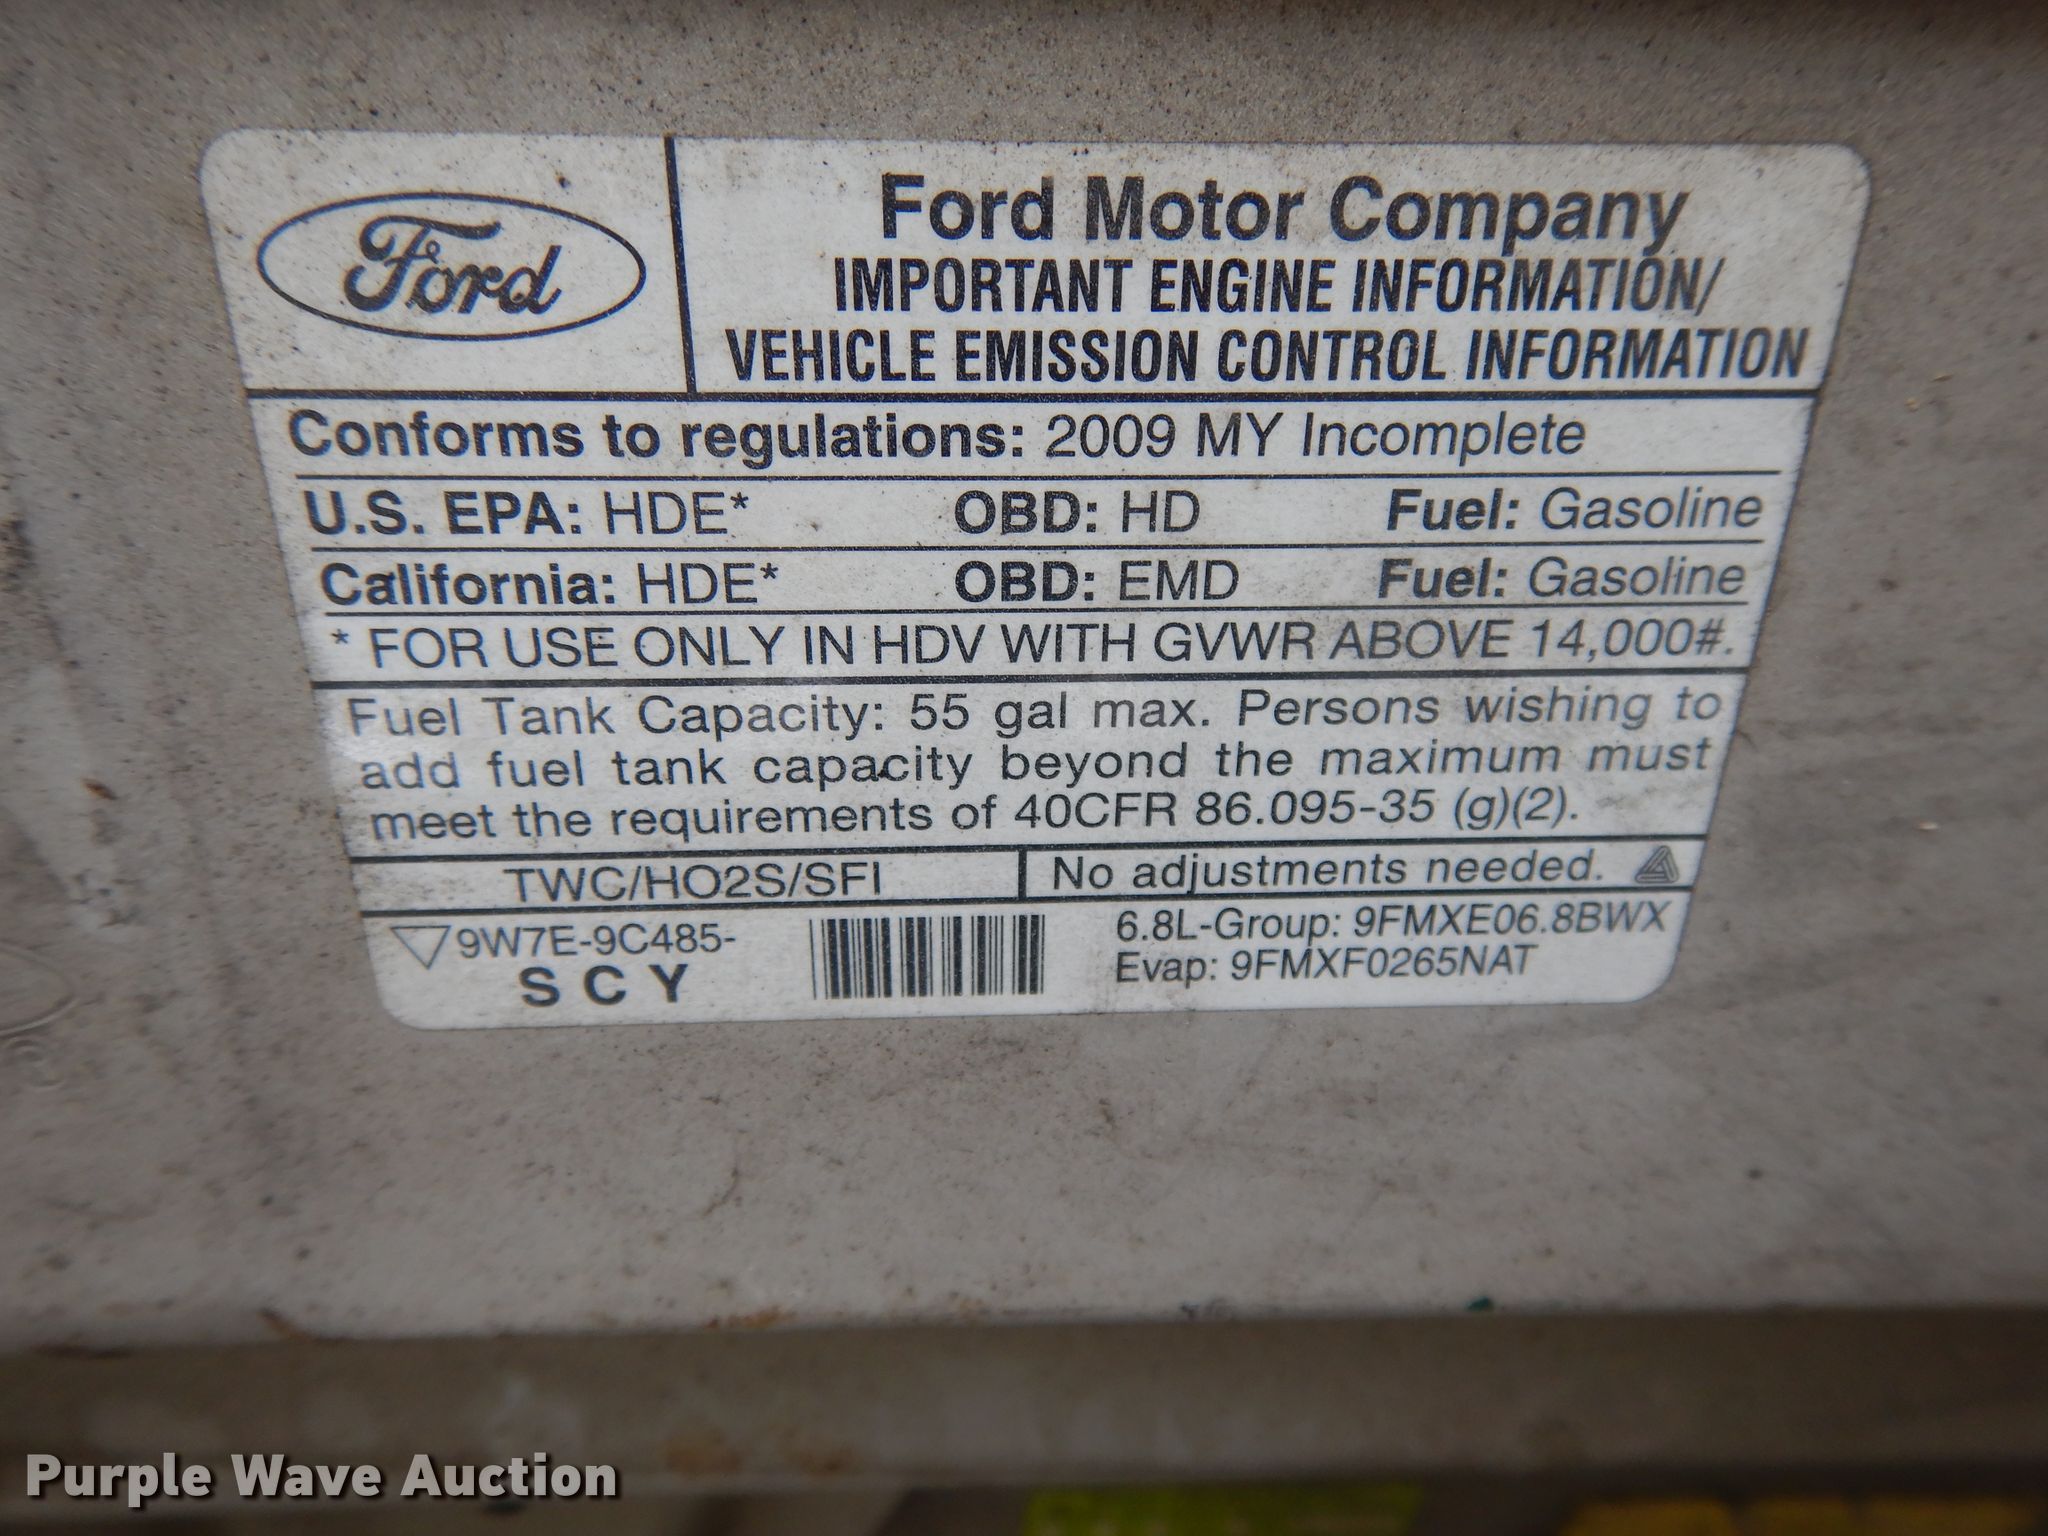 Ford
Ford Motor Company
IMPORTANT ENGINE INFORMATION/
VEHICLE EMISSION CONTROL INFORMATION
Conforms to regulations: 2009 MY Incomplete
U.S. EPA: HDE* OBD: HD Fuel: Gasoline
California: HDE* OBD: EMD Fuel: Gasoline
* FOR USE ONLY IN HDV WITH GVWR ABOVE 14,000#.
Fuel Tank Capacity: 55 gal max. Persons wishing to
add fuel tank capacity beyond the maximum must
meet the requirements of 40CFR 86.095-35 (g)(2).
TWC/HO2S/SFI No adjustments needed.
9W7E-9C485-
SCY
6.8L-Group: 9FMXE06.8BWX
Evap: 9FMXF0265NAT
Purple Wave Auction